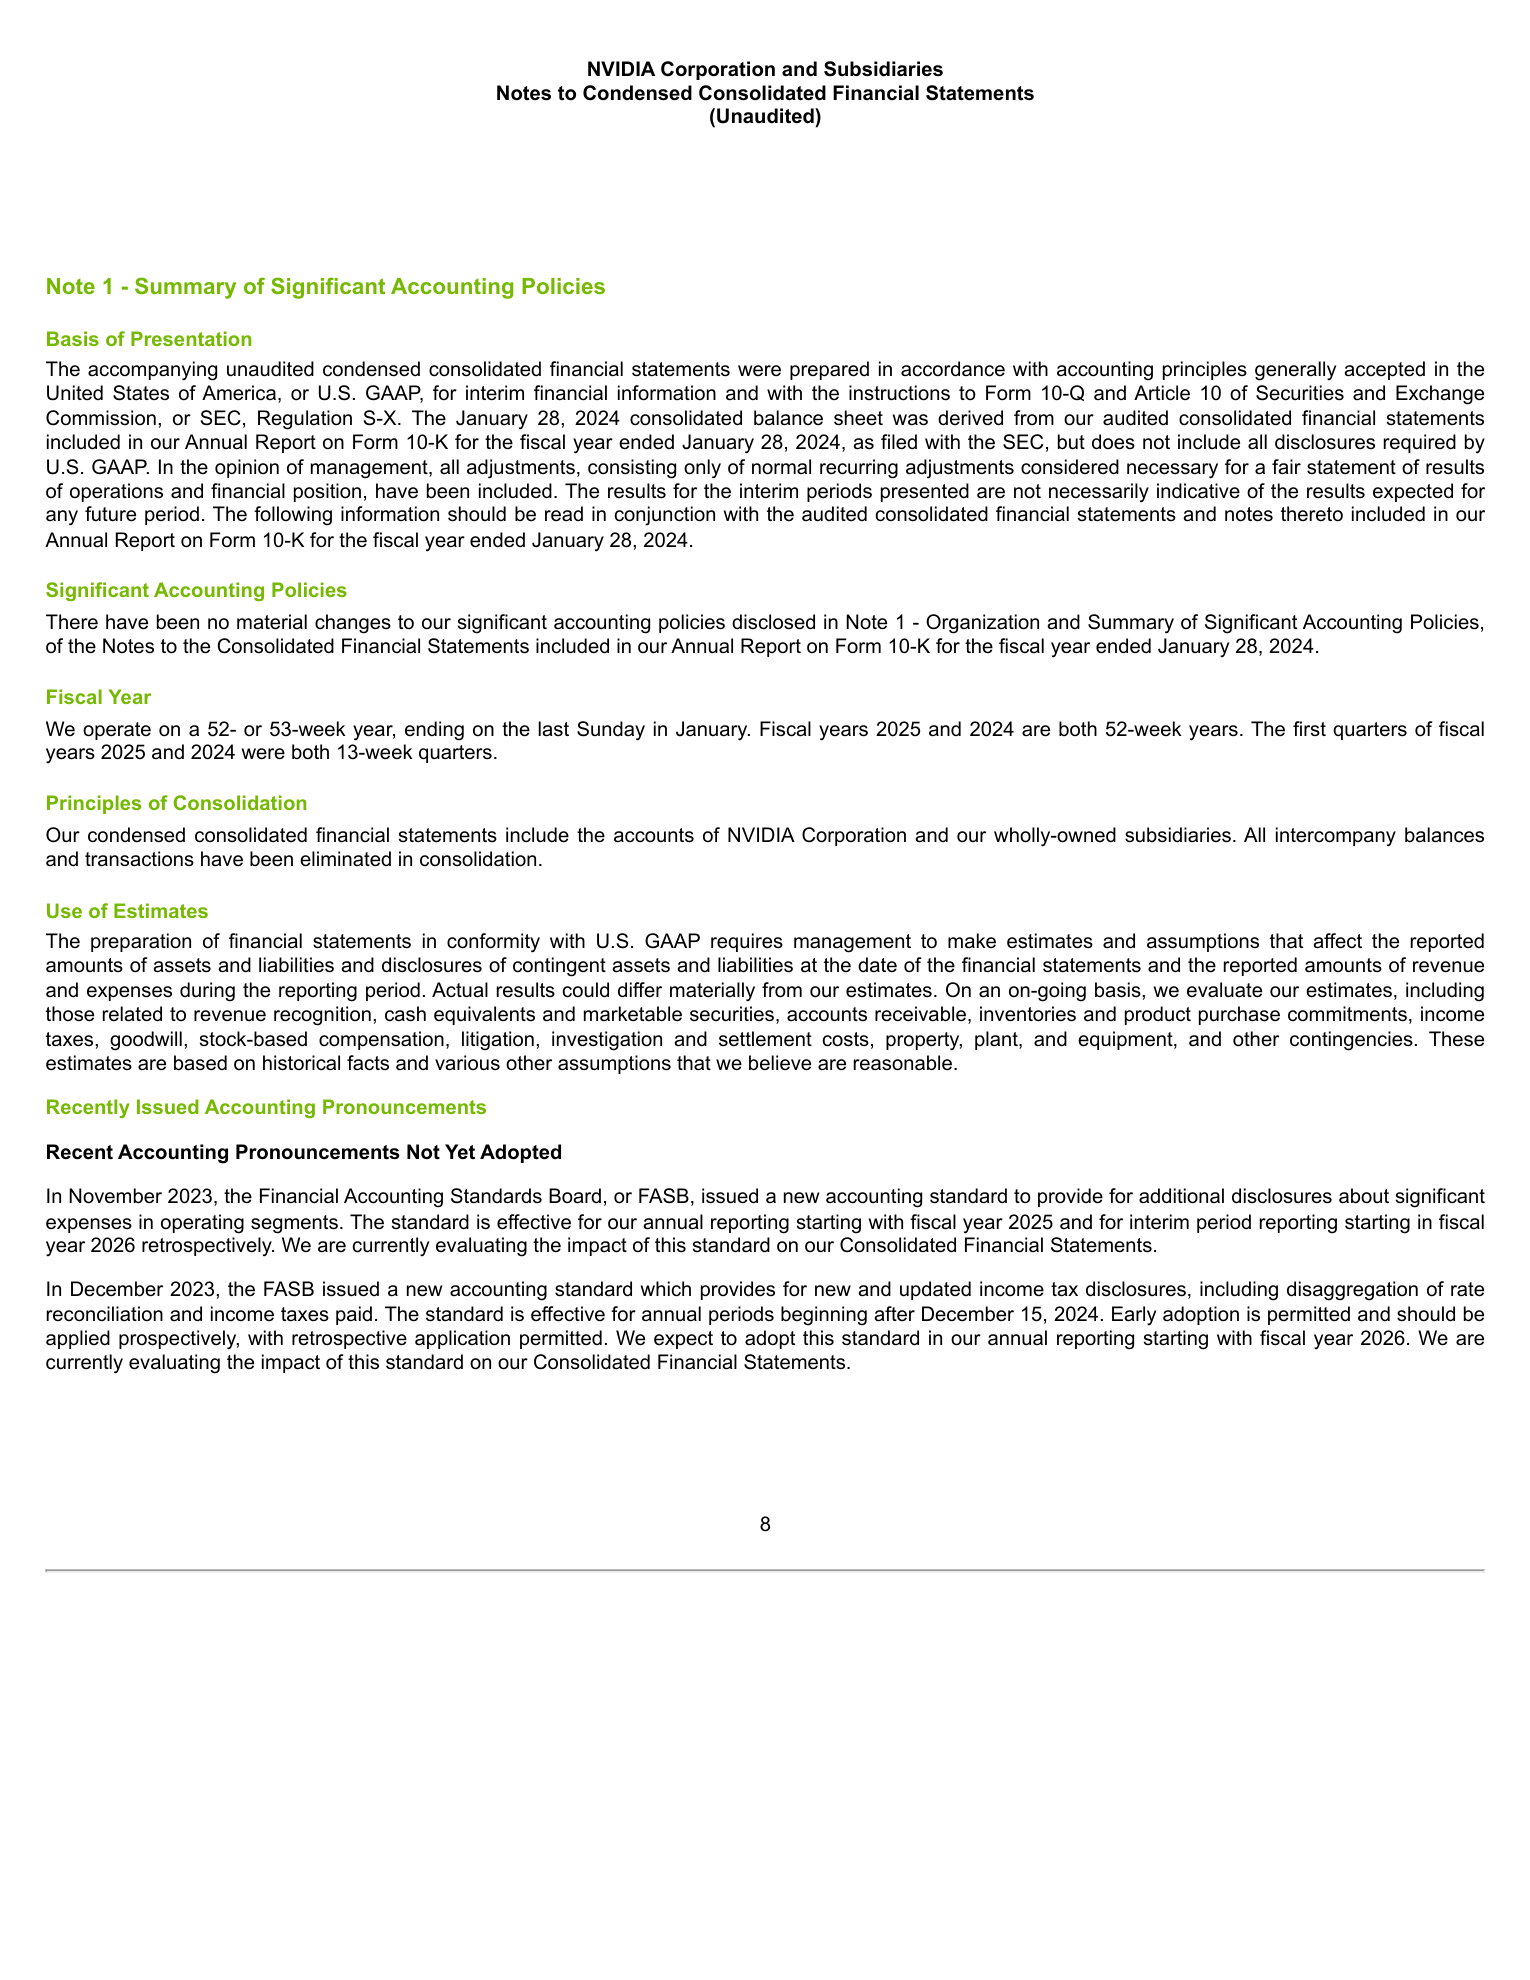 NVIDIA Corporation and Subsidiaries
Notes to Condensed Consolidated Financial Statements
(Unaudited)
Note 1 - Summary of Significant Accounting Policies
Basis of Presentation
The accompanying unaudited condensed consolidated financial statements were prepared in accordance with accounting principles generally accepted in the
United States of America, or U.S. GAAP, for interim financial information and with the instructions to Form 10-Q and Article 10 of Securities and Exchange
Commission, or SEC, Regulation S-X. The January 28, 2024 consolidated balance sheet was derived from our audited consolidated financial statements
included in our Annual Report on Form 10-K for the fiscal year ended January 28, 2024, as filed with the SEC, but does not include all disclosures required by
U.S. GAAP. In the opinion of management, all adjustments, consisting only of normal recurring adjustments considered necessary for a fair statement of results
of operations and financial position, have been included. The results for the interim periods presented are not necessarily indicative of the results expected for
any future period. The following information should be read in conjunction with the audited consolidated financial statements and notes thereto included in our
Annual Report on Form 10-K for the fiscal year ended January 28, 2024.
Significant Accounting Policies
There have been no material changes to our significant accounting policies disclosed in Note 1 - Organization and Summary of Significant Accounting Policies,
of the Notes to the Consolidated Financial Statements included in our Annual Report on Form 10-K for the fiscal year ended January 28, 2024.
Fiscal Year
We operate on a 52- or 53-week year, ending on the last Sunday in January. Fiscal years 2025 and 2024 are both 52-week years. The first quarters of fiscal
years 2025 and 2024 were both 13-week quarters.
Principles of Consolidation
Our condensed consolidated financial statements include the accounts of NVIDIA Corporation and our wholly-owned subsidiaries. All intercompany balances
and transactions have been eliminated in consolidation.
Use of Estimates
The preparation of financial statements in conformity with U.S. GAAP requires management to make estimates and assumptions that affect the reported
amounts of assets and liabilities and disclosures of contingent assets and liabilities at the date of the financial statements and the reported amounts of revenue
and expenses during the reporting period. Actual results could differ materially from our estimates. On an on-going basis, we evaluate our estimates, including
those related to revenue recognition, cash equivalents and marketable securities, accounts receivable, inventories and product purchase commitments, income
taxes, goodwill, stock-based compensation, litigation, investigation and settlement costs, property, plant, and equipment, and other contingencies. These
estimates are based on historical facts and various other assumptions that we believe are reasonable.
Recently Issued Accounting Pronouncements
Recent Accounting Pronouncements Not Yet Adopted
In November 2023, the Financial Accounting Standards Board, or FASB, issued a new accounting standard to provide for additional disclosures about significant
expenses in operating segments. The standard is effective for our annual reporting starting with fiscal year 2025 and for interim period reporting starting in fiscal
year 2026 retrospectively. We are currently evaluating the impact of this standard on our Consolidated Financial Statements.
In December 2023, the FASB issued a new accounting standard which provides for new and updated income tax disclosures, including disaggregation of rate
reconciliation and income taxes paid. The standard is effective for annual periods beginning after December 15, 2024. Early adoption is permitted and should be
applied prospectively, with retrospective application permitted. We expect to adopt this standard in our annual reporting starting with fiscal year 2026. We are
currently evaluating the impact of this standard on our Consolidated Financial Statements.
8